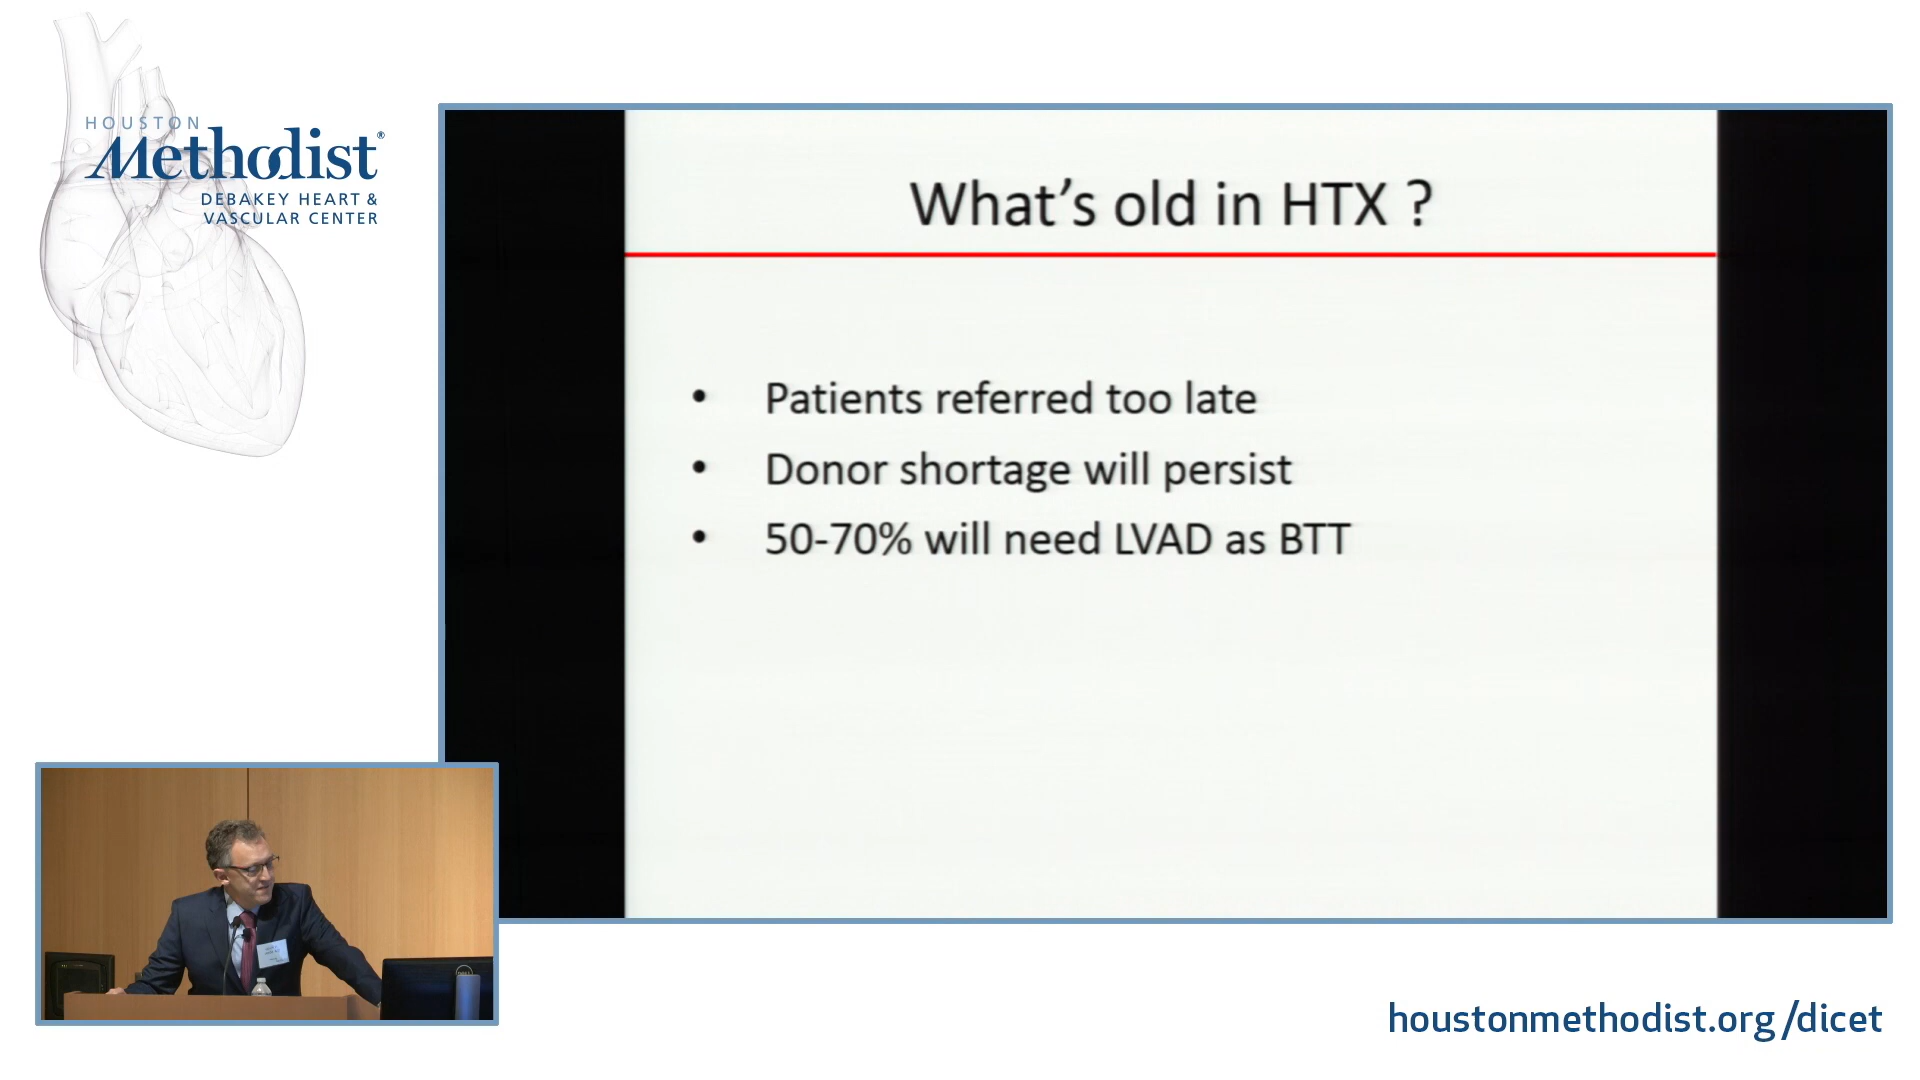 HOUSTON
Methodist®
DEBAKEY HEART &
VASCULAR CENTER
What's old in HTX ?
• Patients referred too late
• Donor shortage will persist
• 50-70% will need LVAD as BTT
houstonmethodist.org/dicet